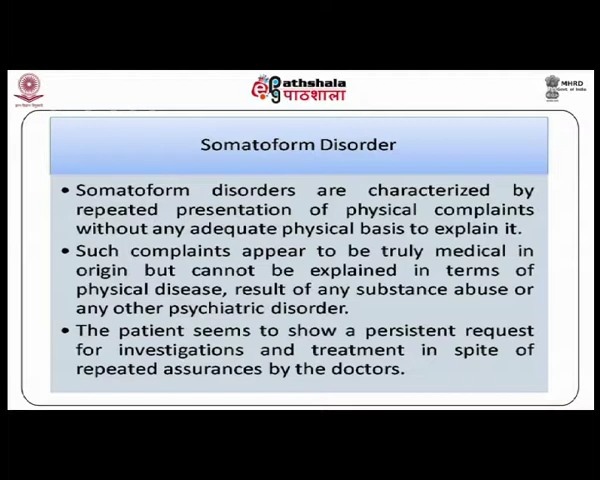 Pathshala
पाठशाला
MHRD
Govt. of India
Somatoform Disorder
• Somatoform disorders are characterized by
repeated presentation of physical complaints
without any adequate physical basis to explain it.
• Such complaints appear to be truly medical in
origin but cannot be explained in terms of
physical disease, result of any substance abuse or
any other psychiatric disorder.
• The patient seems to show a persistent request
for investigations and treatment in spite of
repeated assurances by the doctors.